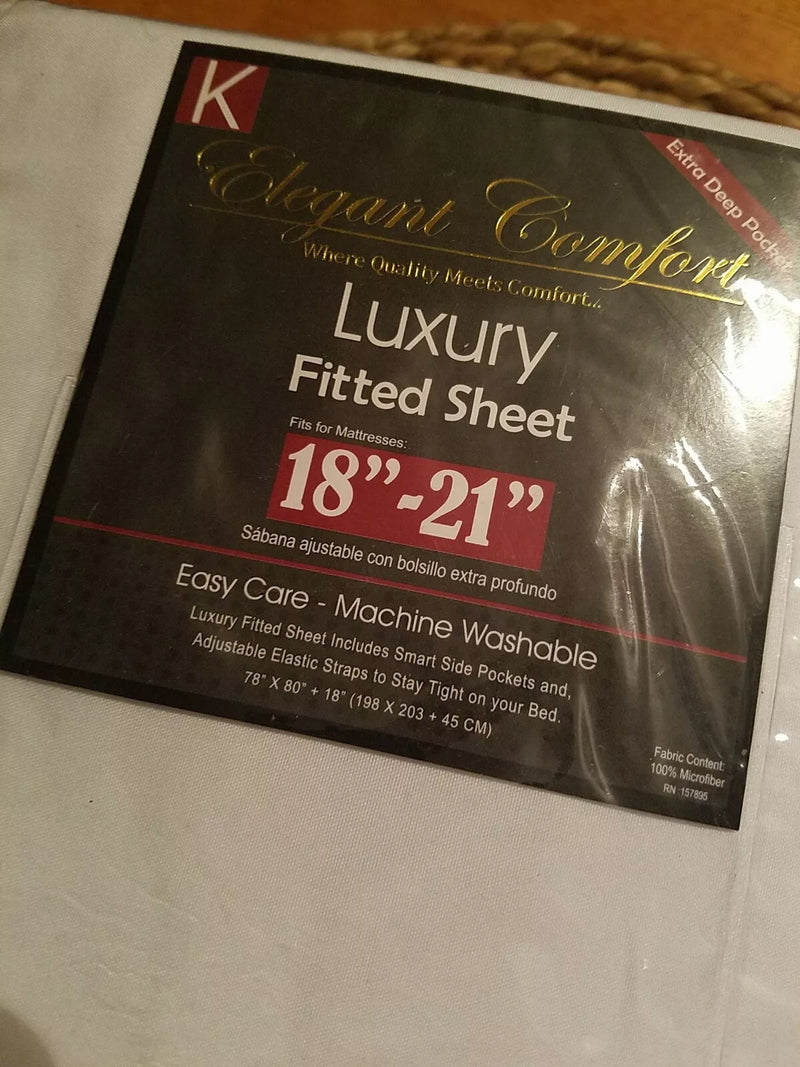 K
Extra Deep Pocket
Elegant Comfort
Where Quality Meets Comfort...
Luxury
Fitted Sheet
Fits for Mattresses:
18”-21”
Sábana ajustable con bolsillo extra profundo
Easy Care - Machine Washable
Luxury Fitted Sheet Includes Smart Side Pockets and,
Adjustable Elastic Straps to Stay Tight on your Bed.
78” X 80” + 18” (198 X 203 + 45 CM)
Fabric Content:
100% Microfiber
RN :157895